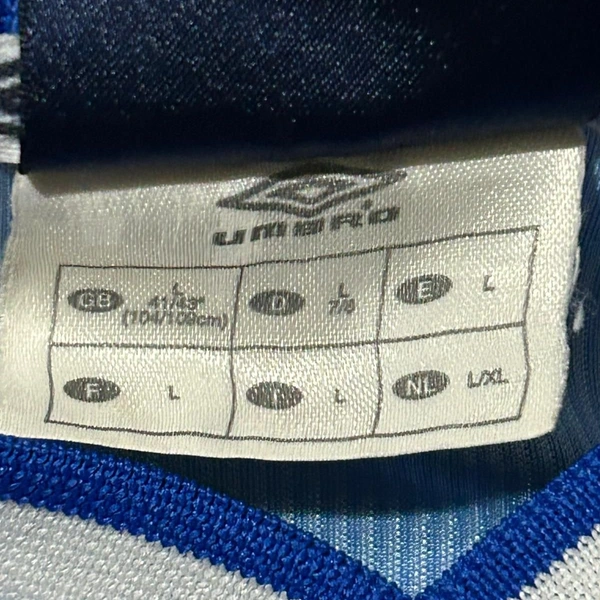 umbro
GB L
41/43"
(104/109cm)
D L
7/8
E L
F L
I L
NL L/XL